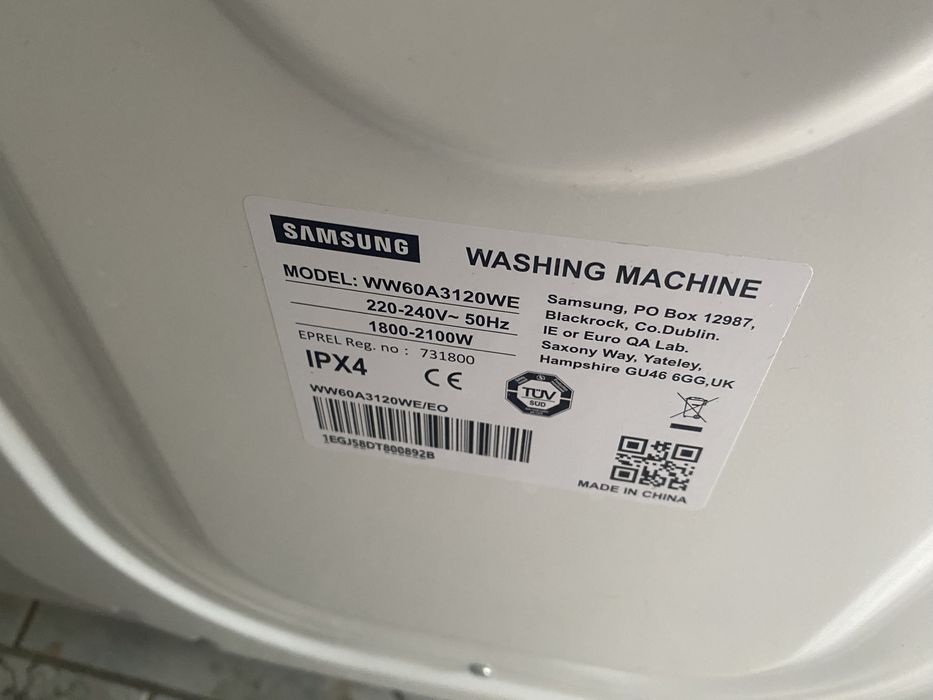 SAMSUNG
WASHING MACHINE
MODEL: WW60A3120WE
220-240V~ 50Hz
1800-2100W
EPREL Reg. no : 731800
IPX4
CE
WW60A3120WE/EO
1EGJ58DT800892B
Samsung, PO Box 12987,
Blackrock, Co.Dublin.
IE or Euro QA Lab.
Saxony Way, Yateley,
Hampshire GU46 6GG,UK
TÜV
SÜD
MADE IN CHINA